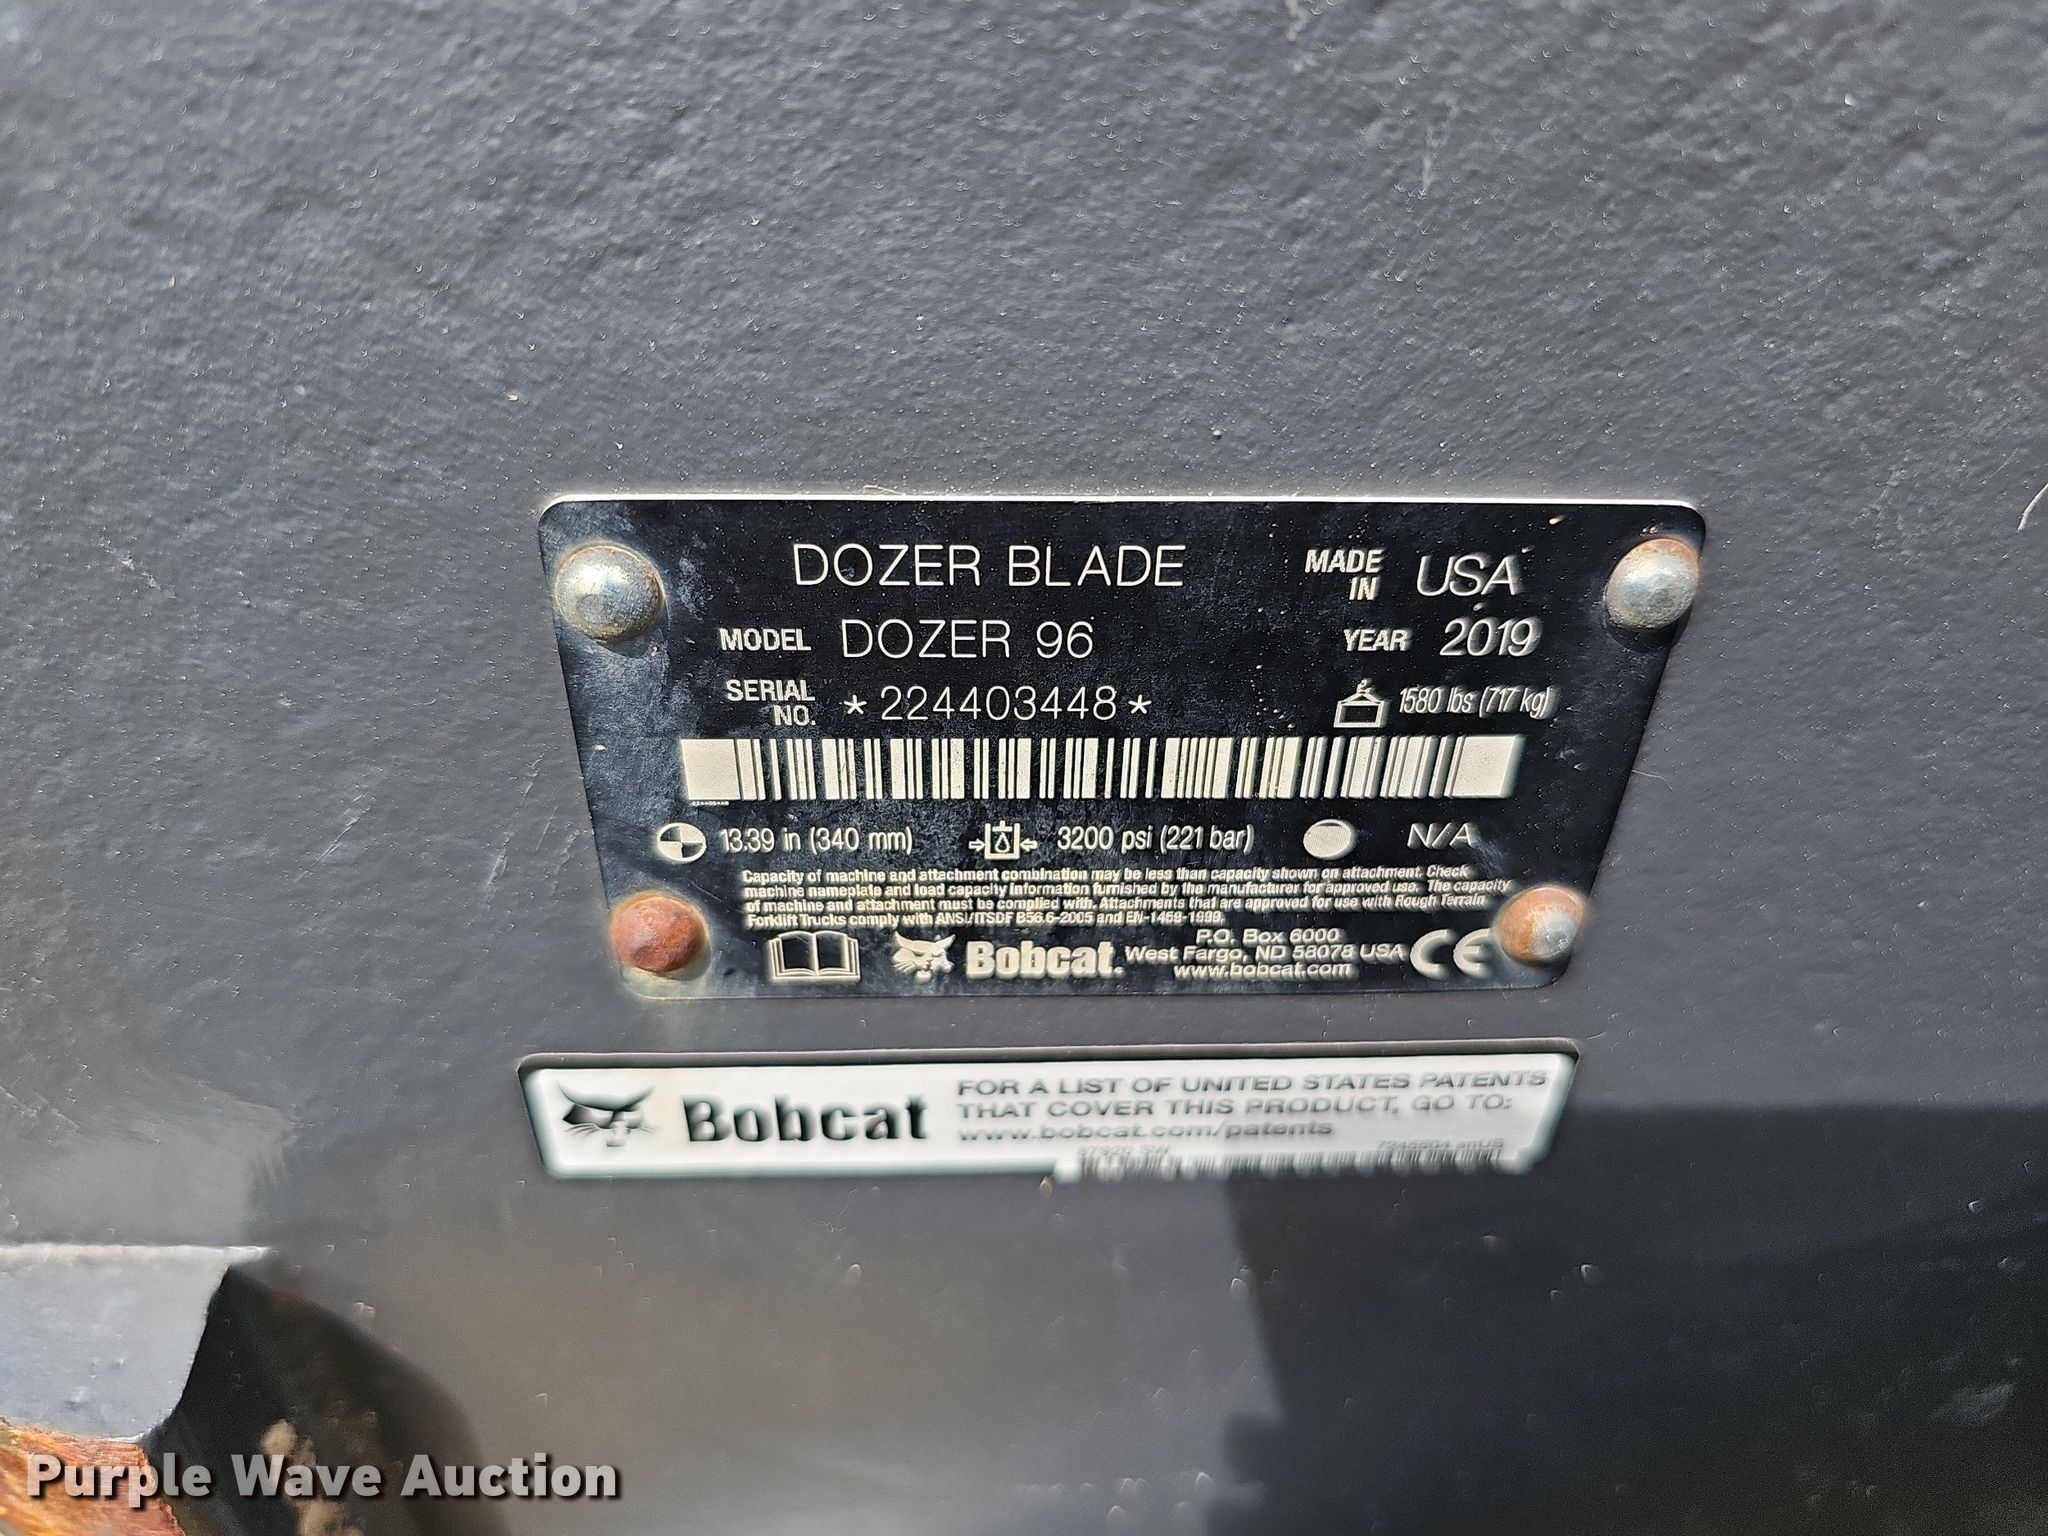 DOZER BLADE
MADE IN USA
MODEL DOZER 96
YEAR 2019
SERIAL NO. *224403448*
1580 lbs (717 kg)
224403448
13.39 in (340 mm)
3200 psi (221 bar)
N/A
Capacity of machine and attachment combination may be less than capacity shown on attachment. Check
machine nameplate and load capacity information furnished by the manufacturer for approved use. The capacity
of machine and attachment must be complied with. Attachments that are approved for use with Rough Terrain
Forklift Trucks comply with ANSI/ITSDF B56.6-2005 and EN-1459-1999.
Bobcat.
P.O. Box 6000
West Fargo, ND 58078 USA
www.bobcat.com
CE
Bobcat
FOR A LIST OF UNITED STATES PATENTS
THAT COVER THIS PRODUCT, GO TO:
www.bobcat.com/patents
Purple Wave Auction